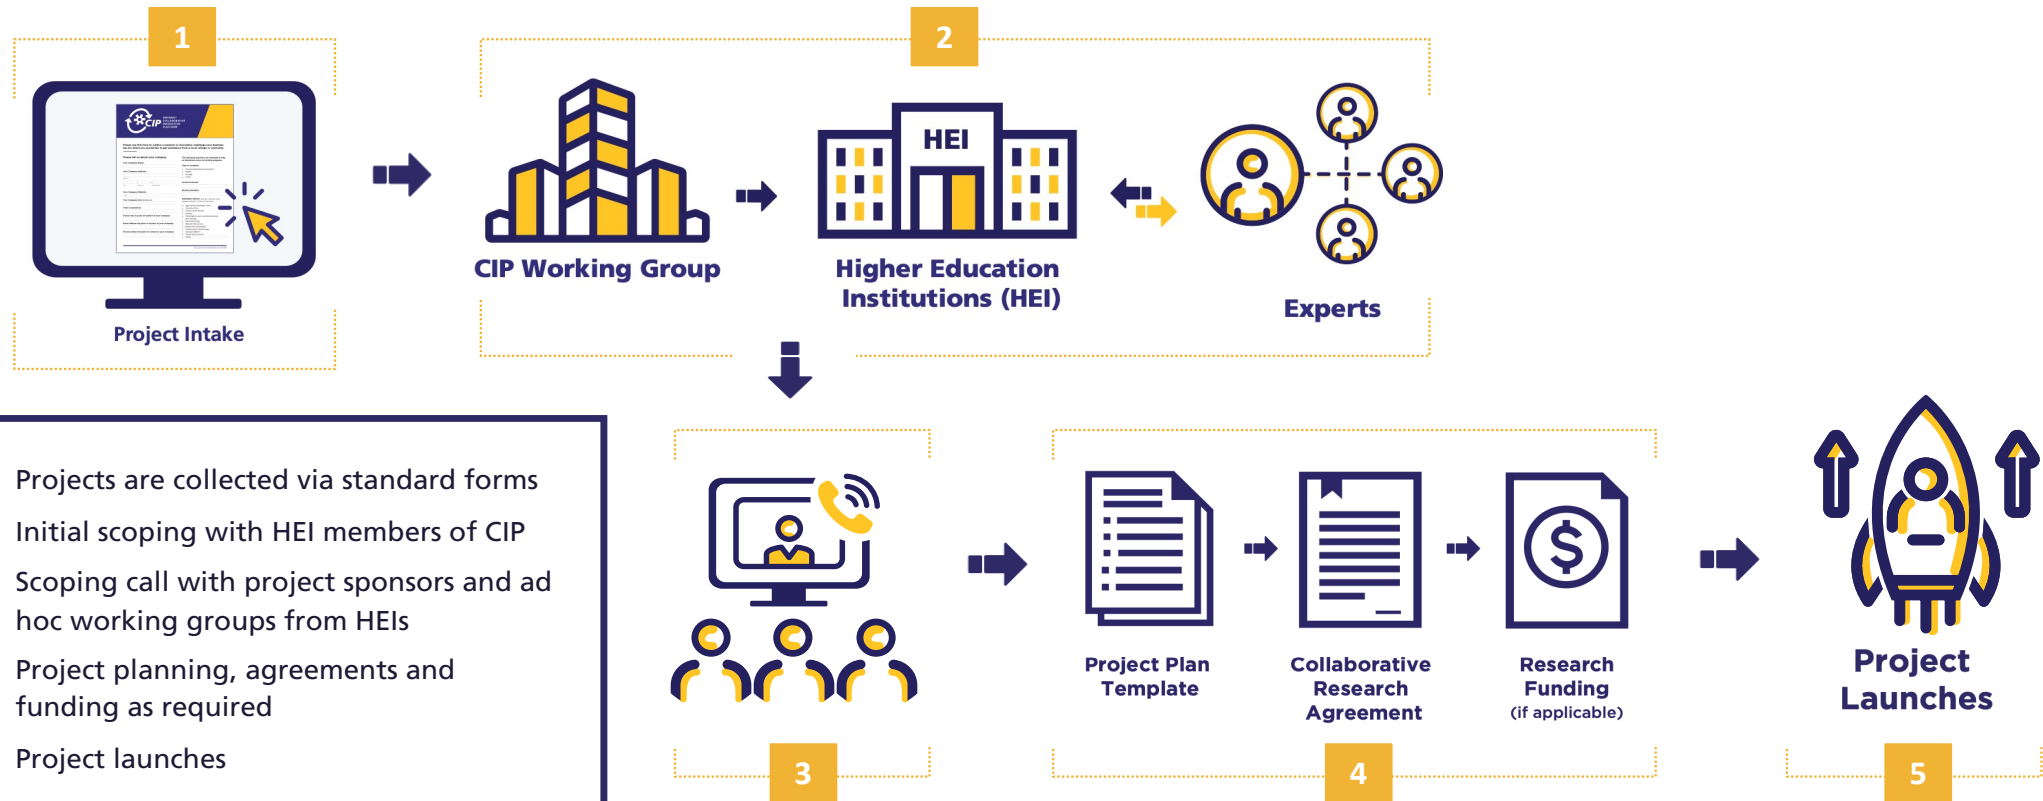 1
2
CIP
Project Intake
CIP Working Group
HEI
Higher Education
Institutions (HEI)
Experts
Projects are collected via standard forms
Initial scoping with HEI members of CIP
Scoping call with project sponsors and ad
hoc working groups from HEIs
Project planning, agreements and
funding as required
Project launches
3
Project Plan
Template
Collaborative
Research
Agreement
$
Research
Funding
(if applicable)
4
Project
Launches
5